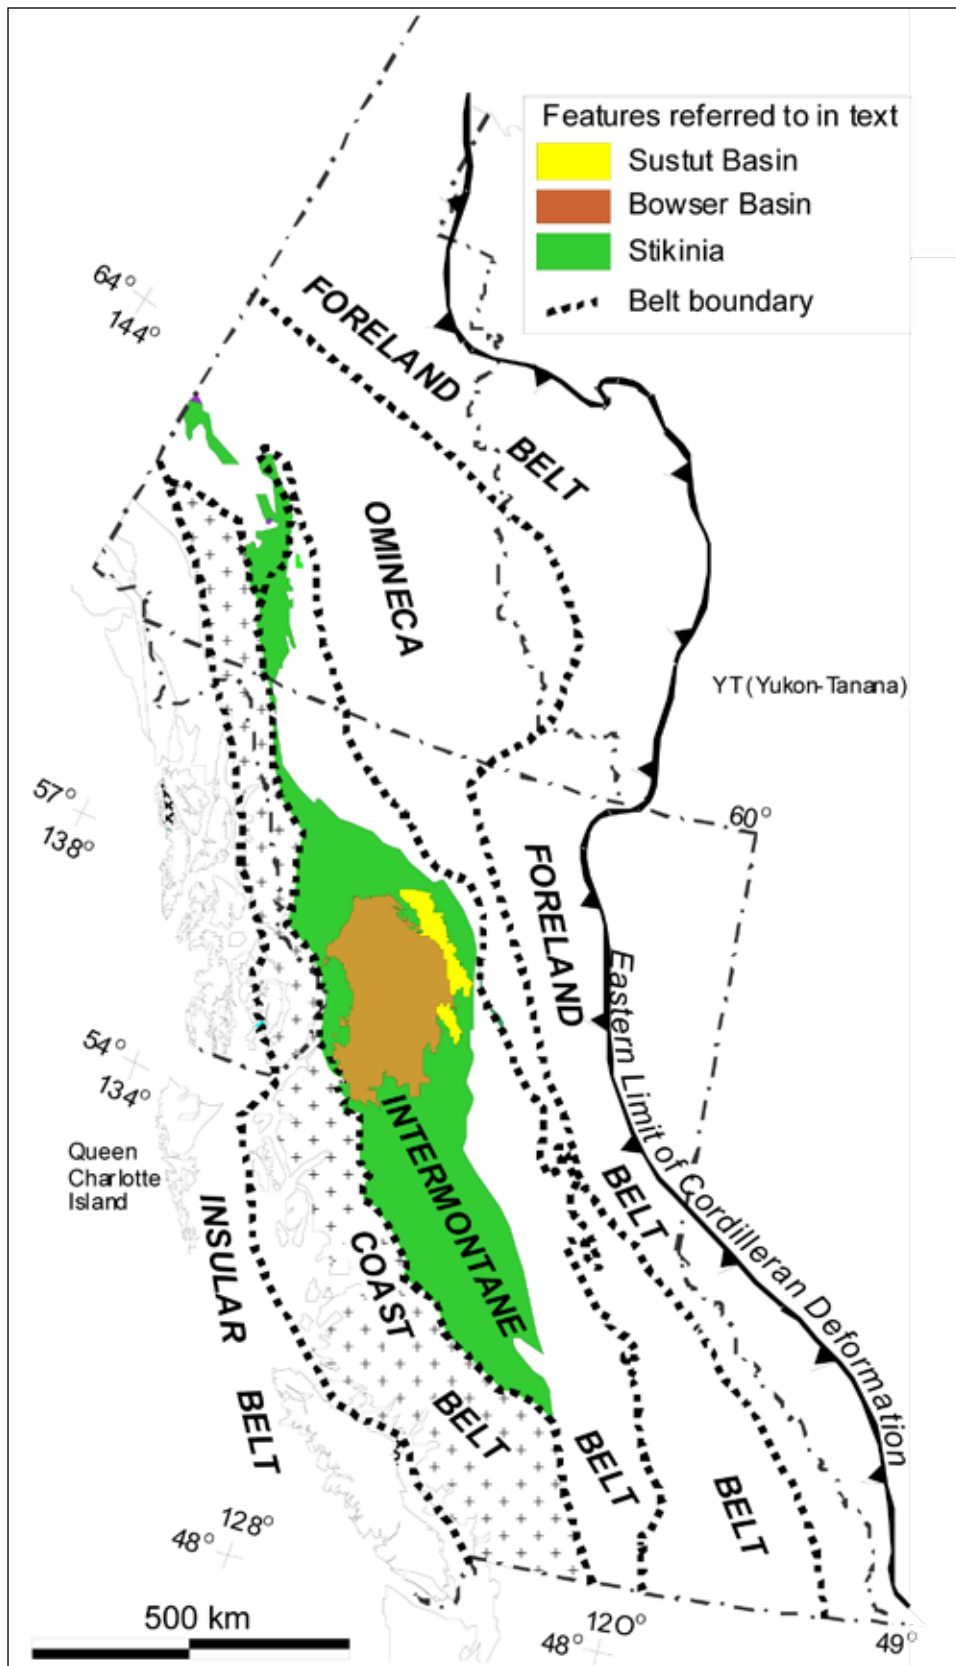 Features referred to in text
Sustut Basin
Bowser Basin
Stikinia
Belt boundary
64°
144°
FORELAND
BELT
OMINECA
YT (Yukon-Tanana)
57°
138°
60°
FORELAND
Eastern Limit of Cordilleran Deformation
54°
134°
Queen
Charlotte
Island
INTERMONTANE
BELT
INSULAR
COAST
BELT
BELT
BELT
BELT
48°
128°
500 km
48°
120°
49°